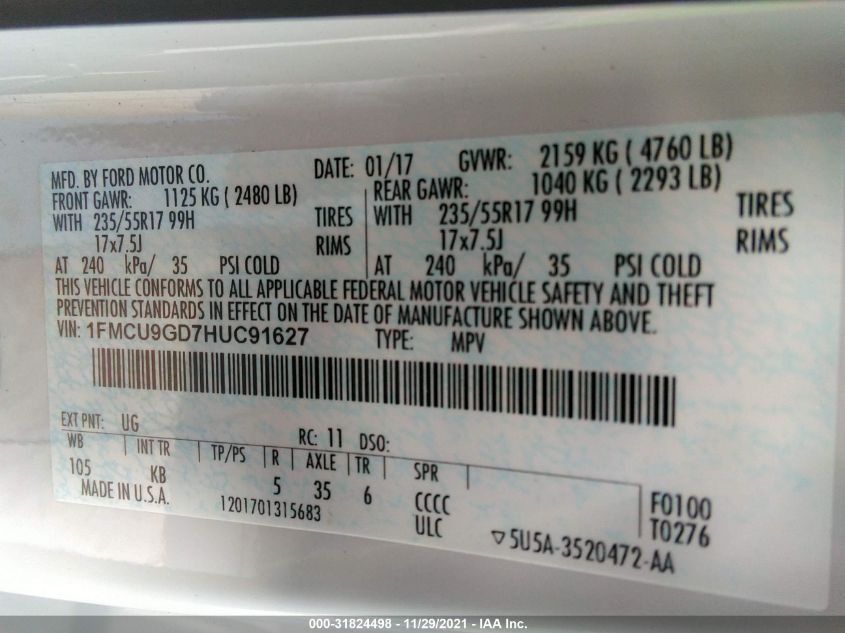 MFD. BY FORD MOTOR CO. DATE: 01/17 GVWR: 2159 KG ( 4760 LB)
FRONT GAWR: 1125 KG ( 2480 LB) REAR GAWR: 1040 KG ( 2293 LB)
WITH 235/55R17 99H TIRES WITH 235/55R17 99H TIRES
17x7.5J RIMS 17x7.5J RIMS
AT 240 kPa/ 35 PSI COLD AT 240 kPa/ 35 PSI COLD
THIS VEHICLE CONFORMS TO ALL APPLICABLE FEDERAL MOTOR VEHICLE SAFETY AND THEFT
PREVENTION STANDARDS IN EFFECT ON THE DATE OF MANUFACTURE SHOWN ABOVE.
VIN: 1FMCU9GD7HUC91627 TYPE: MPV
EXT PNT: UG RC: 11 DSO:
WB INT TR TP/PS R AXLE TR SPR
105 KB 5 35 6 CCCC F0100
MADE IN U.S.A. 1201701315683 ULC T0276
▽5U5A-3520472-AA
000-31824498 - 11/29/2021 - IAA Inc.